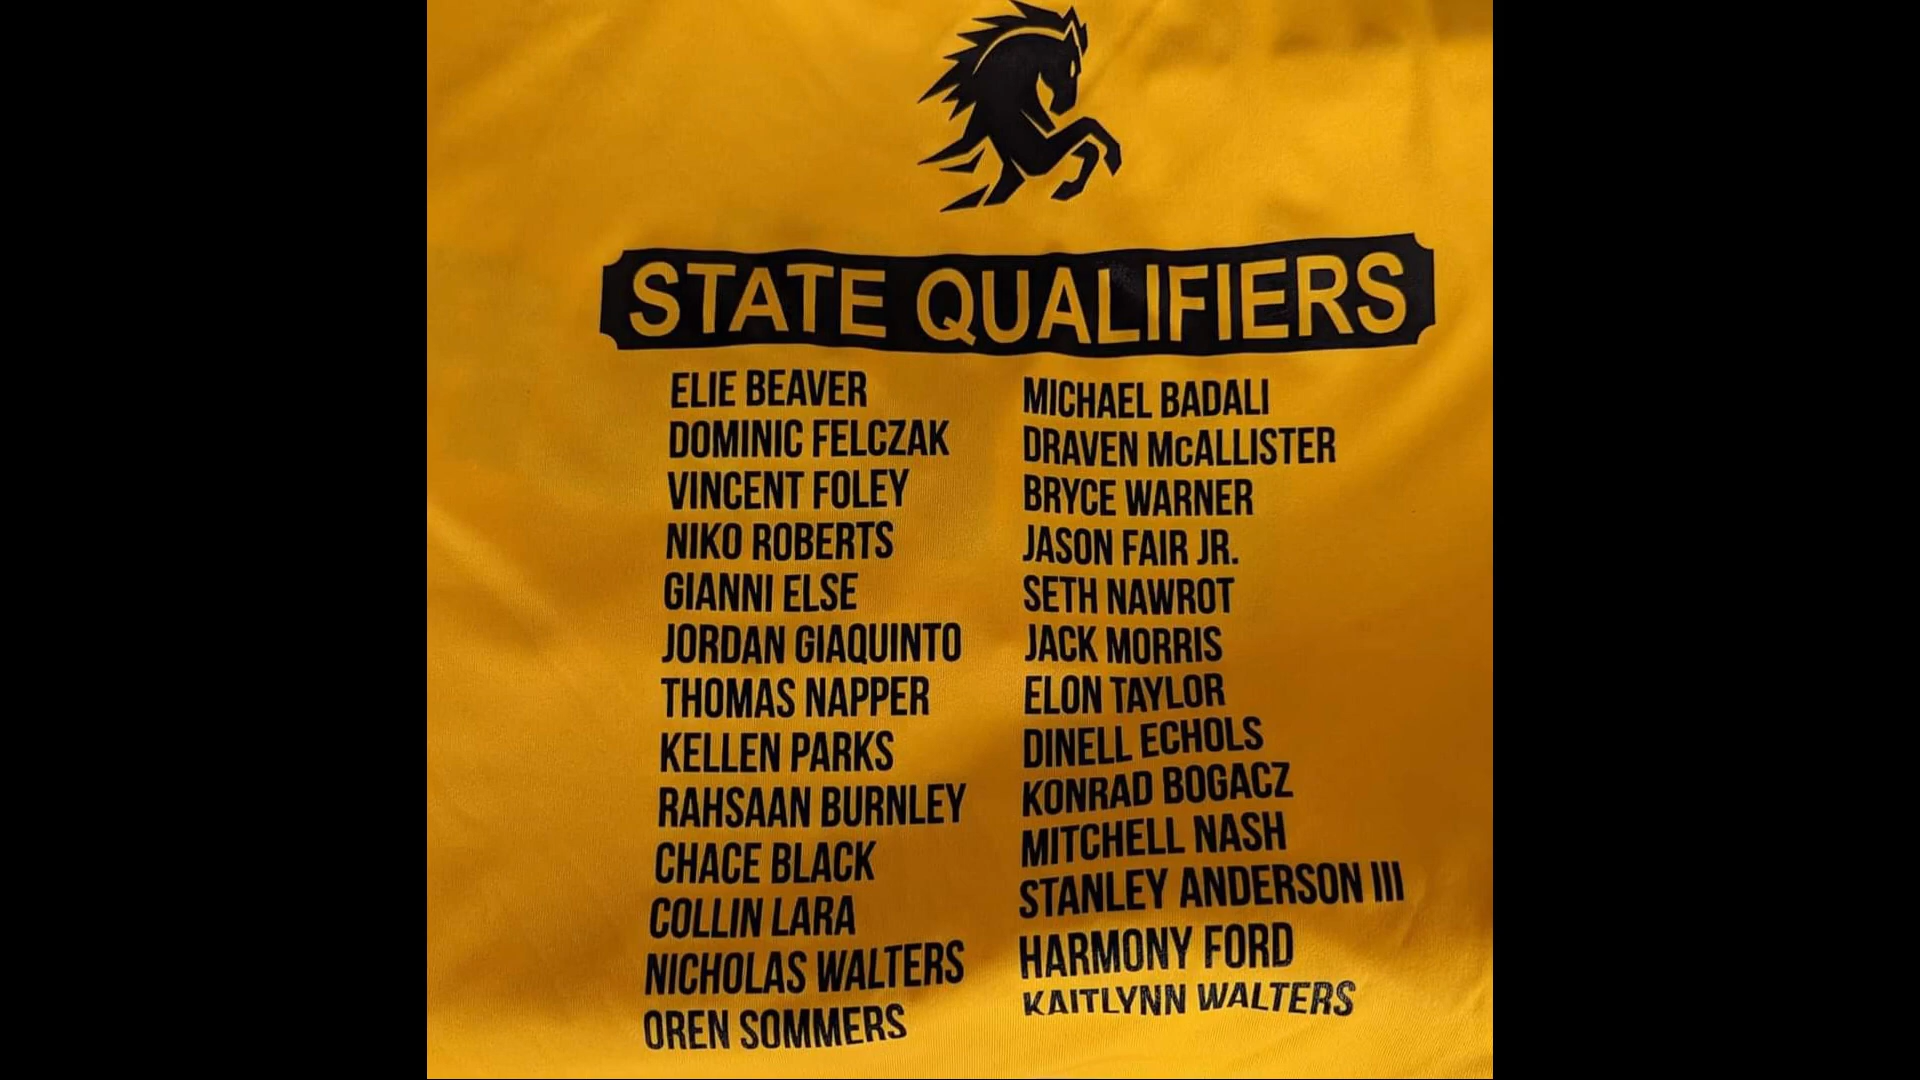 STATE QUALIFIERS
ELIE BEAVER
DOMINIC FELCZAK
VINCENT FOLEY
NIKO ROBERTS
GIANNI ELSE
JORDAN GIAQUINTO
THOMAS NAPPER
KELLEN PARKS
RAHSAAN BURNLEY
CHACE BLACK
COLLIN LARA
NICHOLAS WALTERS
OREN SOMMERS
MICHAEL BADALI
DRAVEN McALLISTER
BRYCE WARNER
JASON FAIR JR.
SETH NAWROT
JACK MORRIS
ELON TAYLOR
DINELL ECHOLS
KONRAD BOGACZ
MITCHELL NASH
STANLEY ANDERSON III
HARMONY FORD
KAITLYNN WALTERS